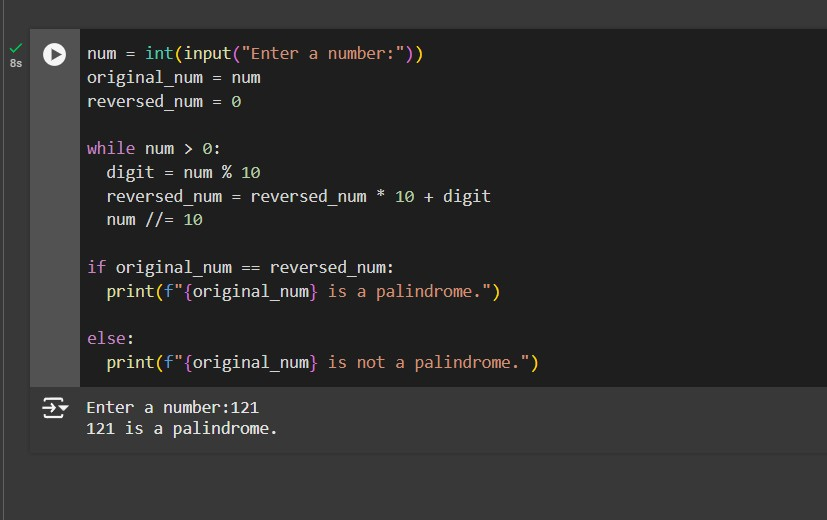 8s
num = int(input("Enter a number:"))
original_num = num
reversed_num = 0
while num > 0:
  digit = num % 10
  reversed_num = reversed_num * 10 + digit
  num //= 10
if original_num == reversed_num:
  print(f"{original_num} is a palindrome.")
else:
  print(f"{original_num} is not a palindrome.")
Enter a number:121
121 is a palindrome.